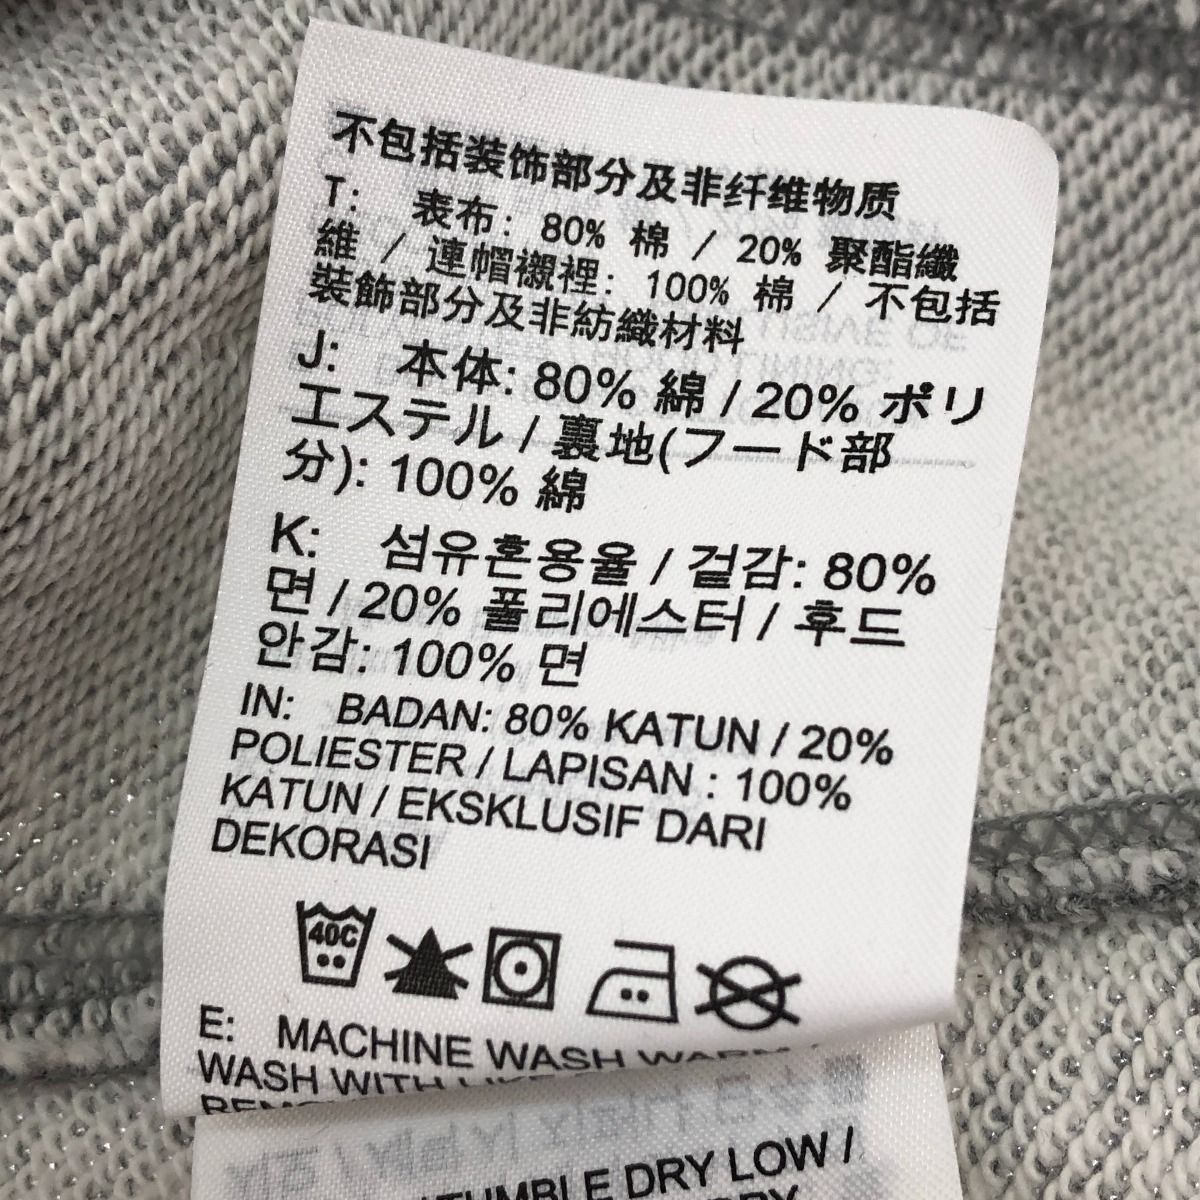 不包括装饰部分及非纤维物质
T: 表布: 80% 棉 / 20% 聚酯纖
維 / 連帽襯裡: 100% 棉 / 不包括
裝飾部分及非紡織材料
J: 本体: 80% 綿 / 20% ポリ
エステル / 裏地(フード部
分): 100% 綿
K: 섬유혼용율 / 겉감: 80%
면 / 20% 폴리에스터 / 후드
안감: 100% 면
IN: BADAN: 80% KATUN / 20%
POLIESTER / LAPISAN : 100%
KATUN / EKSKLUSIF DARI
DEKORASI
40C
E: MACHINE WASH WARM /
WASH WITH LIKE
TUMBLE DRY LOW /
DRY